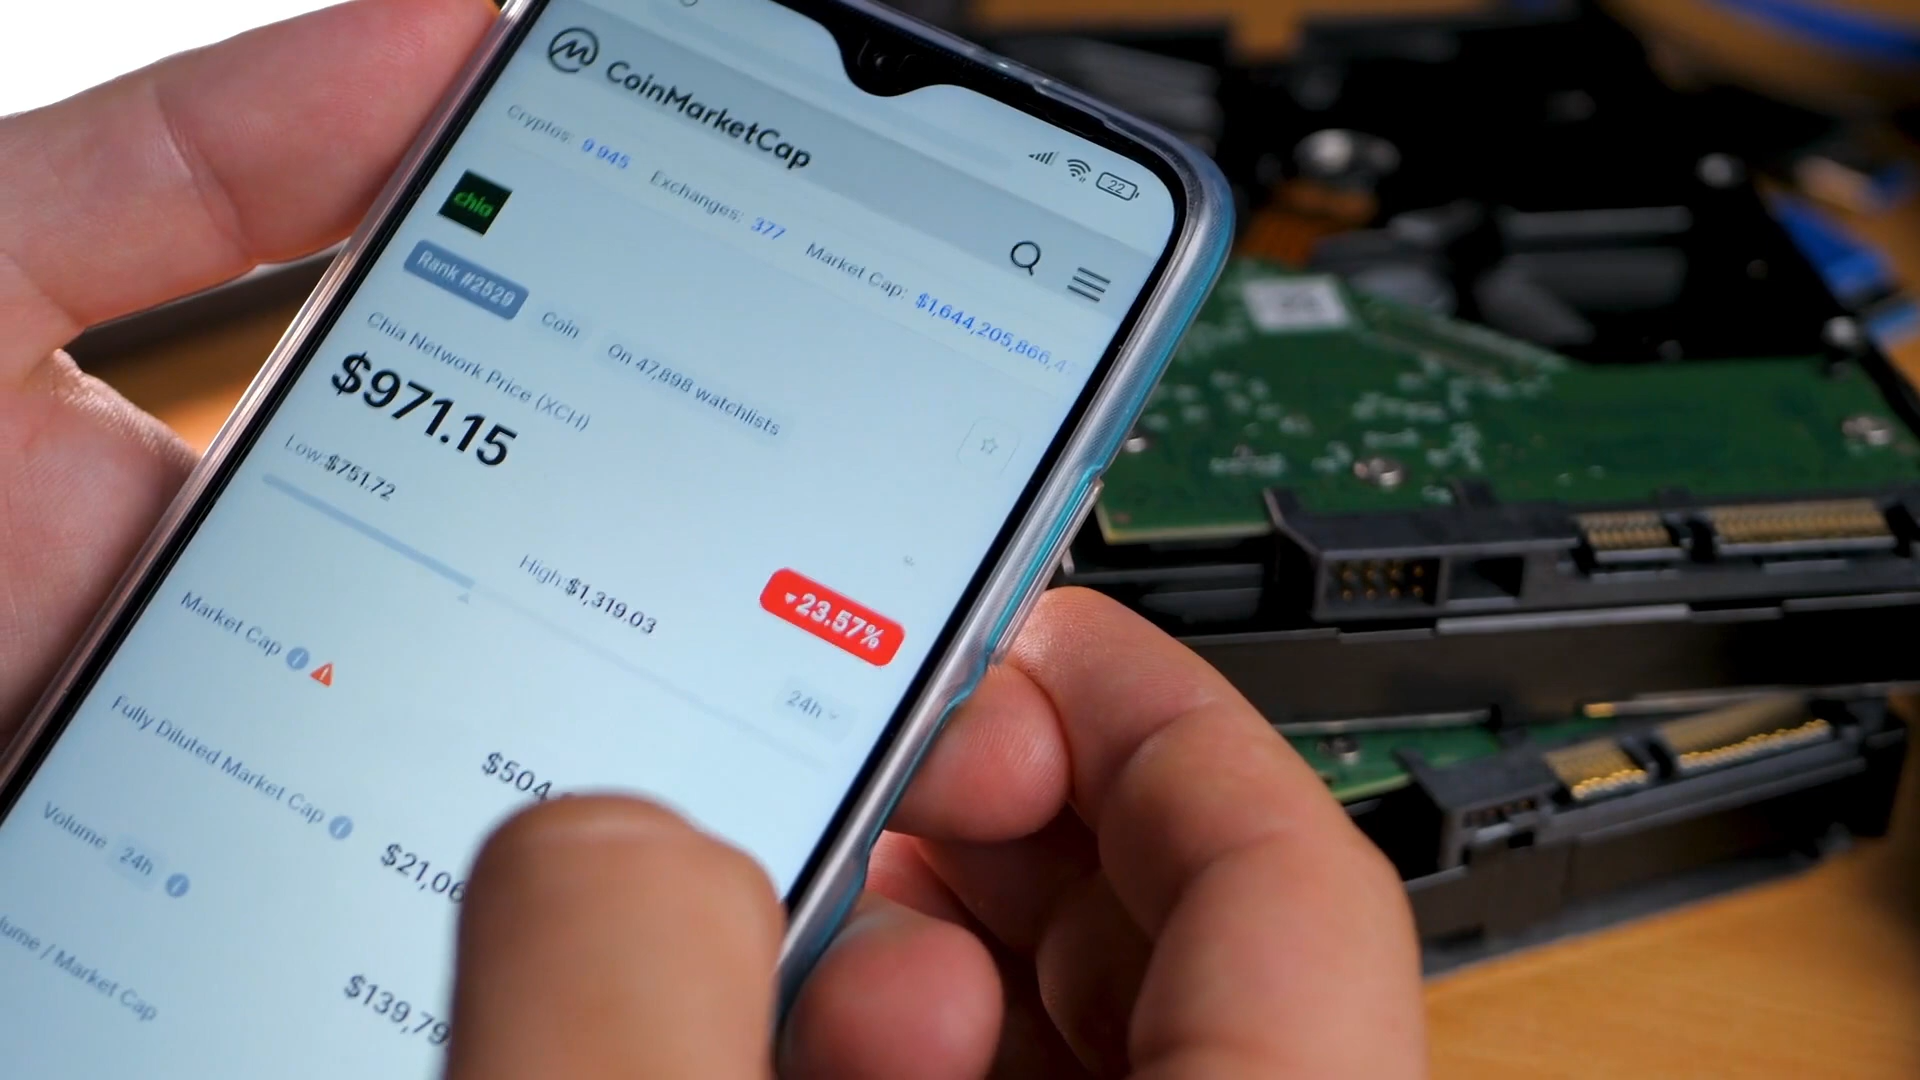 CoinMarketCap
22
Cryptos: 9 945 Exchanges: 377 Market Cap: $1,644,205,866,4
chia
Rank #2529 Coin On 47,898 watchlists
Chia Network Price (XCH)
$971.15
23.57%
Low:$751.72
High:$1,319.03
24h
Market Cap
$504
Fully Diluted Market Cap
$21,06
Volume 24h
$139,79
lume / Market Cap